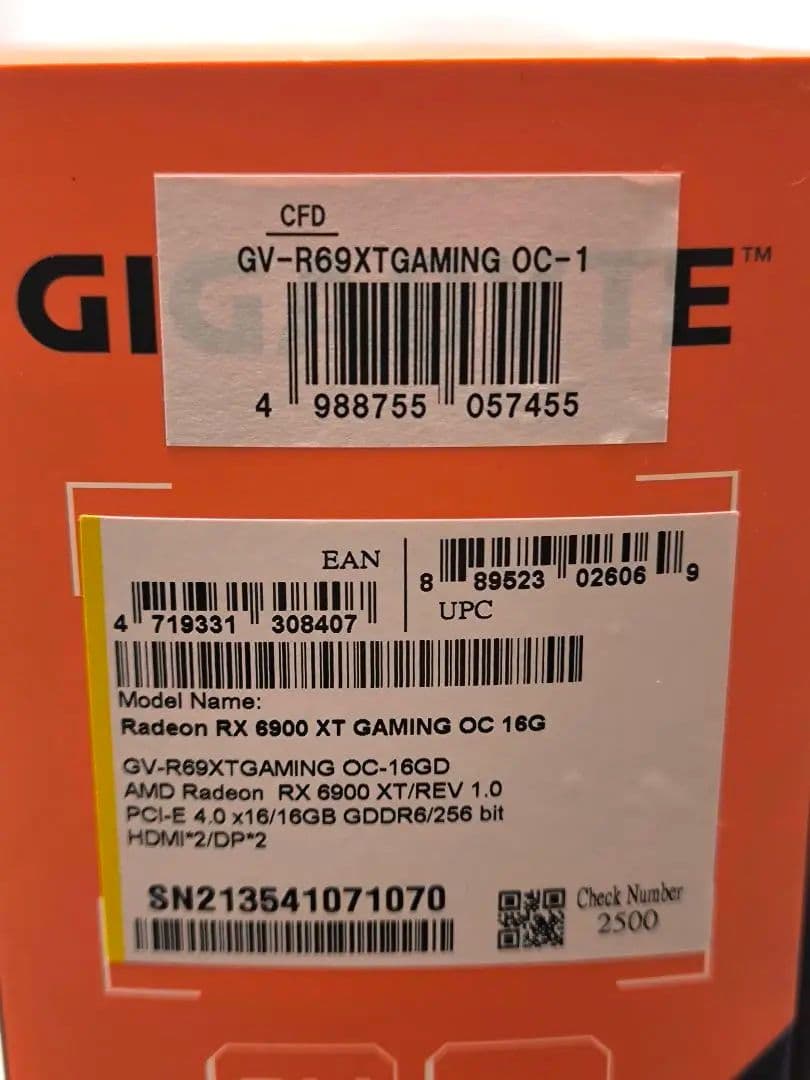 CFD
GV-R69XTGAMING OC-1
4 988755 057455
GIGABYTE™
EAN
4 719331 308407
8 89523 02606 9
UPC
Model Name:
Radeon RX 6900 XT GAMING OC 16G
GV-R69XTGAMING OC-16GD
AMD Radeon RX 6900 XT/REV 1.0
PCI-E 4.0 x16/16GB GDDR6/256 bit
HDMI*2/DP*2
SN213541071070
Check Number
2500